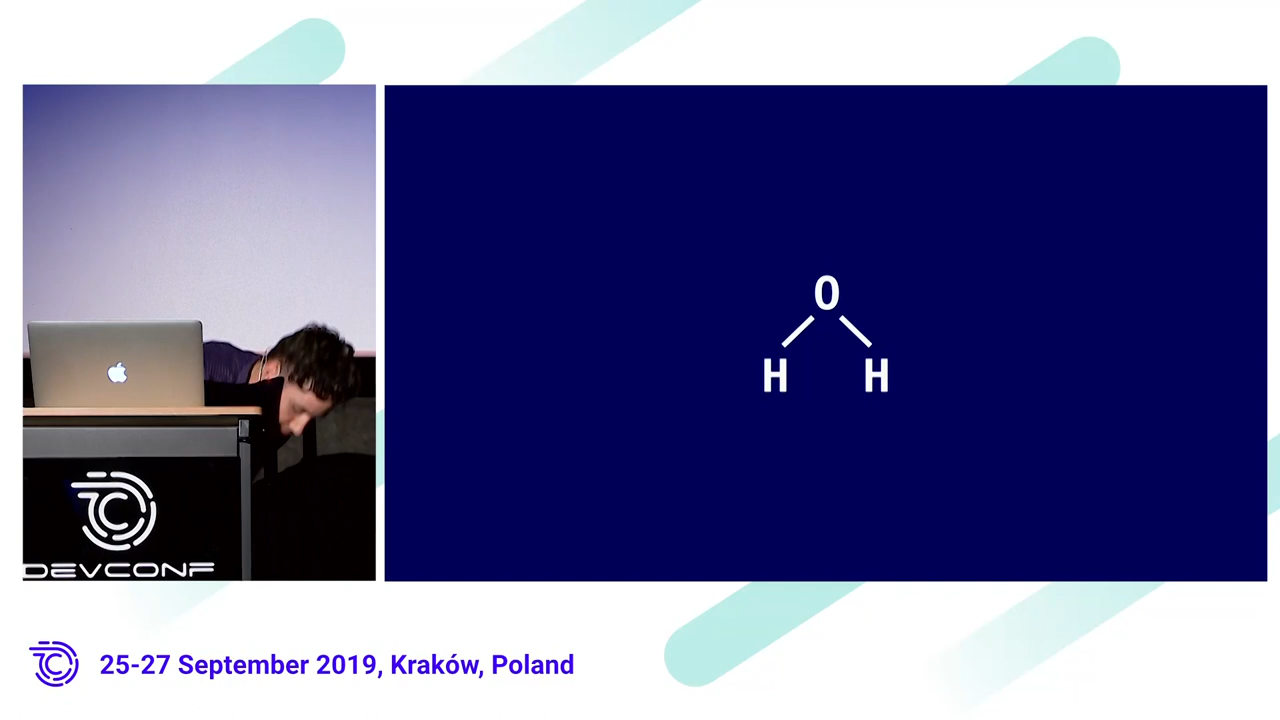 O
H H
DEVCONF
25-27 September 2019, Kraków, Poland